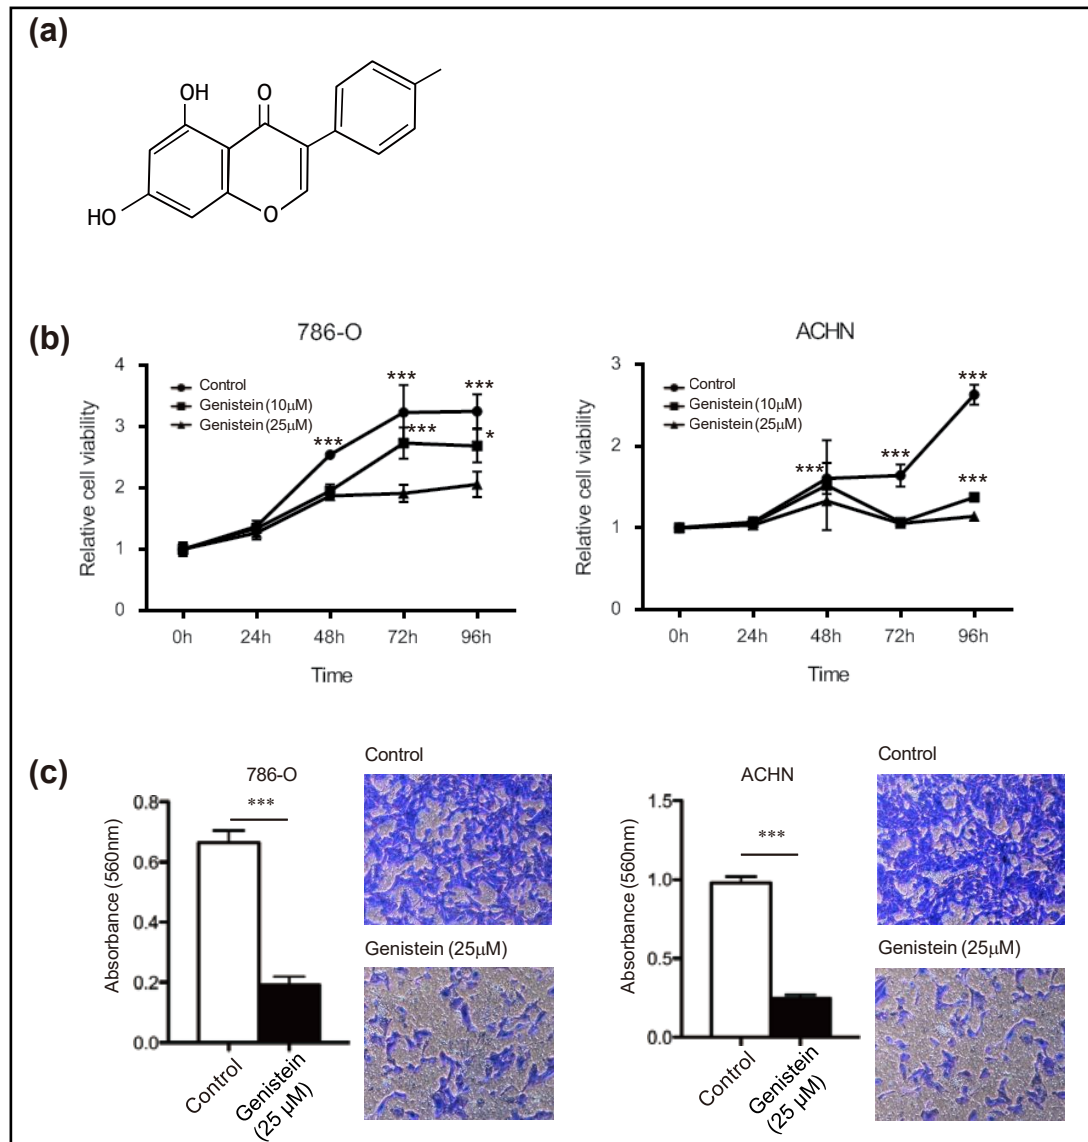 (a)
OH
O
HO
O
(b)
786-O
Relative cell viability
4
3
2
1
0
Control
Genistein (10μM)
Genistein (25μM)
***
***
***
***
*
0h 24h 48h 72h 96h
Time
ACHN
Relative cell viability
3
2
1
0
Control
Genistein (10μM)
Genistein (25μM)
***
***
***
***
0h 24h 48h 72h 96h
Time
(c)
786-O
Absorbance (560nm)
0.8
0.6
0.4
0.2
0.0
***
Control
Genistein
(25 μM)
Control
Genistein (25μM)
ACHN
Absorbance (560nm)
1.5
1.0
0.5
0.0
***
Control
Genistein
(25 μM)
Control
Genistein (25μM)